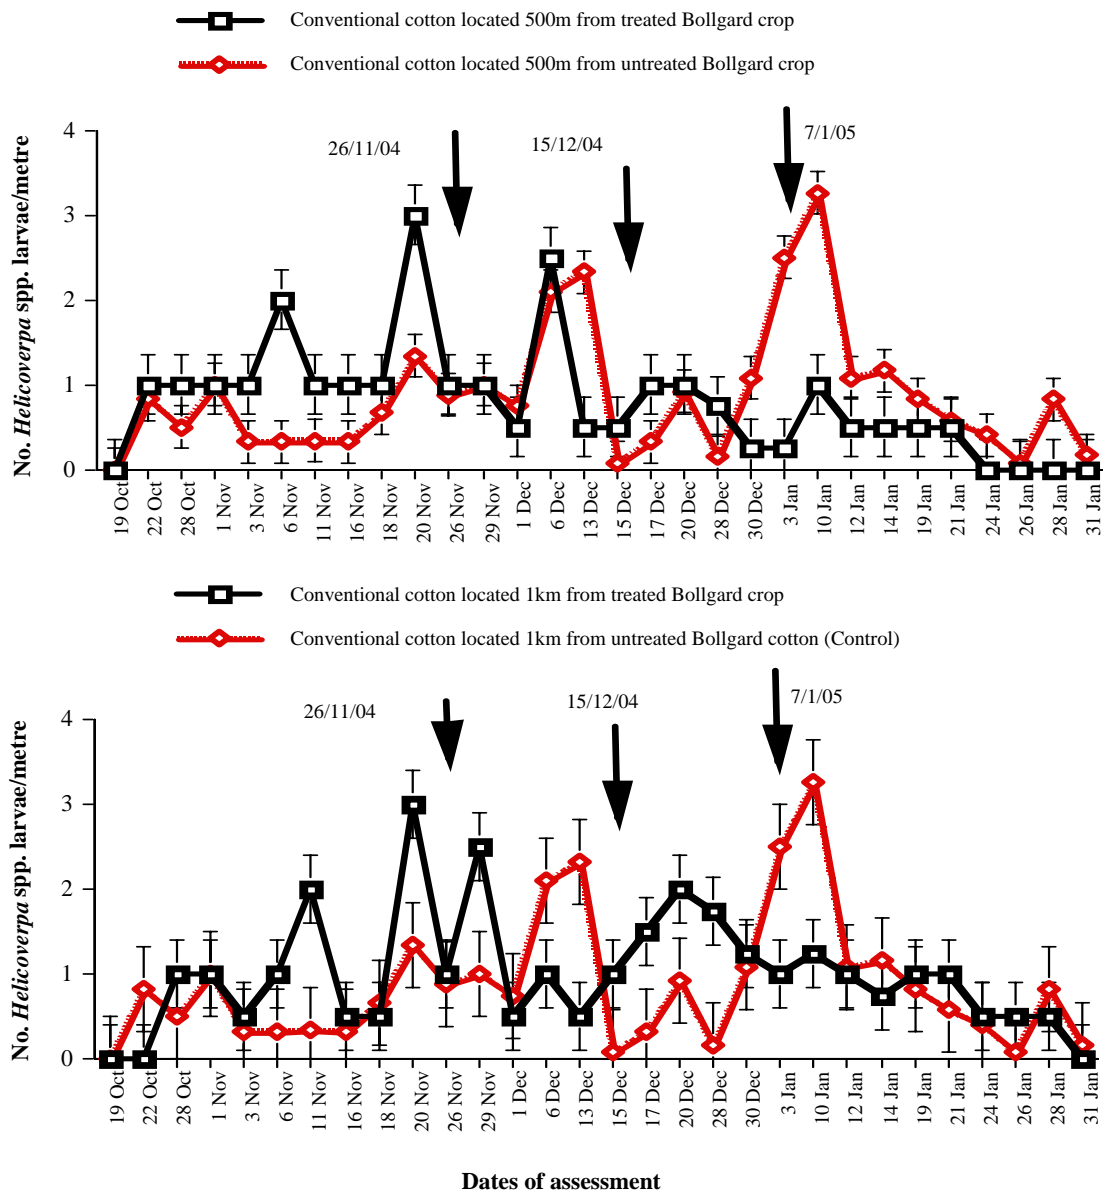 Conventional cotton located 500m from treated Bollgard crop
Conventional cotton located 500m from untreated Bollgard crop
26/11/04
15/12/04
7/1/05
No. Helicoverpa spp. larvae/metre
4
3
2
1
0
19 Oct
22 Oct
28 Oct
1 Nov
3 Nov
6 Nov
11 Nov
16 Nov
18 Nov
20 Nov
26 Nov
29 Nov
1 Dec
6 Dec
13 Dec
15 Dec
17 Dec
20 Dec
28 Dec
30 Dec
3 Jan
10 Jan
12 Jan
14 Jan
19 Jan
21 Jan
24 Jan
26 Jan
28 Jan
31 Jan
Conventional cotton located 1km from treated Bollgard crop
Conventional cotton located 1km from untreated Bollgard cotton (Control)
26/11/04
15/12/04
7/1/05
No. Helicoverpa spp. larvae/metre
4
3
2
1
0
19 Oct
22 Oct
28 Oct
1 Nov
3 Nov
6 Nov
11 Nov
16 Nov
18 Nov
20 Nov
26 Nov
29 Nov
1 Dec
6 Dec
13 Dec
15 Dec
17 Dec
20 Dec
28 Dec
30 Dec
3 Jan
10 Jan
12 Jan
14 Jan
19 Jan
21 Jan
24 Jan
26 Jan
28 Jan
31 Jan
Dates of assessment